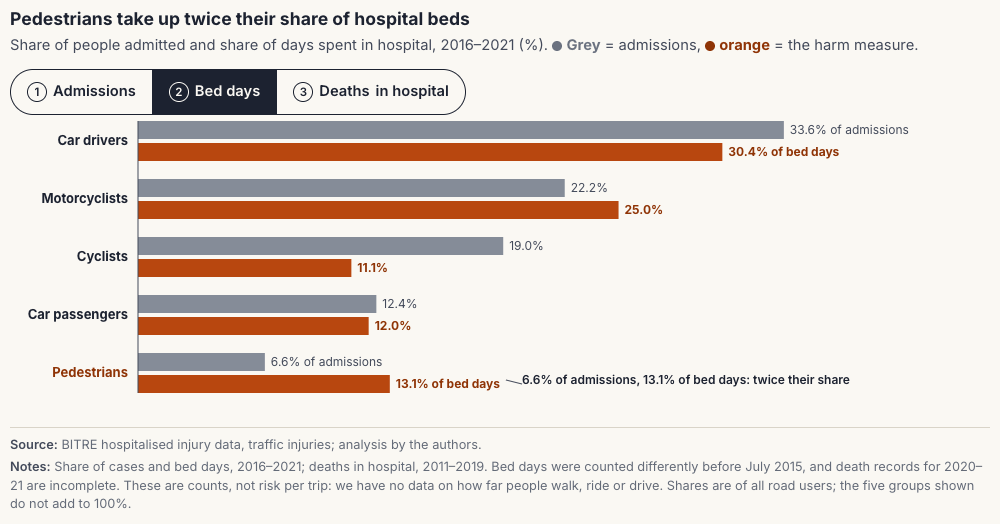 Pedestrians take up twice their share of hospital beds
Share of people admitted and share of days spent in hospital, 2016–2021 (%). Grey = admissions, orange = the harm measure.
1 Admissions 2 Bed days 3 Deaths in hospital
Car drivers 33.6% of admissions
30.4% of bed days
Motorcyclists 22.2%
25.0%
Cyclists 19.0%
11.1%
Car passengers 12.4%
12.0%
Pedestrians 6.6% of admissions
13.1% of bed days 6.6% of admissions, 13.1% of bed days: twice their share
Source: BITRE hospitalised injury data, traffic injuries; analysis by the authors.
Notes: Share of cases and bed days, 2016–2021; deaths in hospital, 2011–2019. Bed days were counted differently before July 2015, and death records for 2020–
21 are incomplete. These are counts, not risk per trip: we have no data on how far people walk, ride or drive. Shares are of all road users; the five groups shown
do not add to 100%.